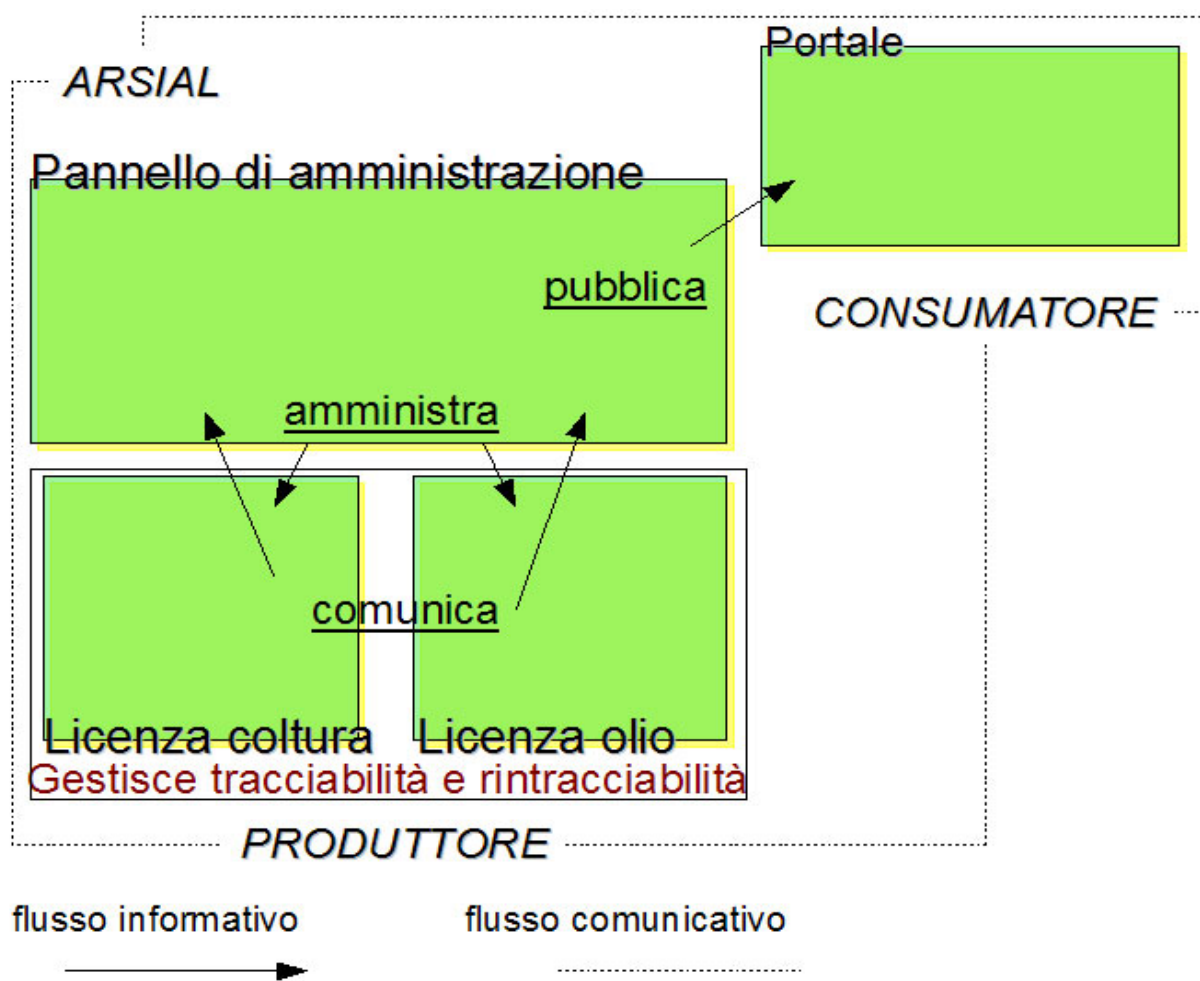 Portale
ARSIAL
Pannello di amministrazione
pubblica
CONSUMATORE
amministra
comunica
Licenza coltura
Licenza olio
Gestisce tracciabilità e rintracciabilità
PRODUTTORE
flusso informativo
flusso comunicativo